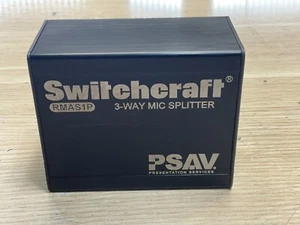 Switchcraft®
RMAS1P 3-WAY MIC SPLITTER
PSAV®
PRESENTATION SERVICES